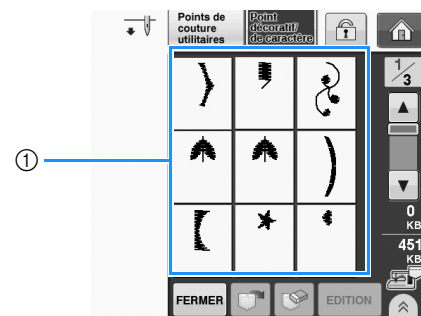 Points de
couture
utilitaires
Point
décoratif/
de caractère
1/3
①
0
KB
451
KB
FERMER
EDITION